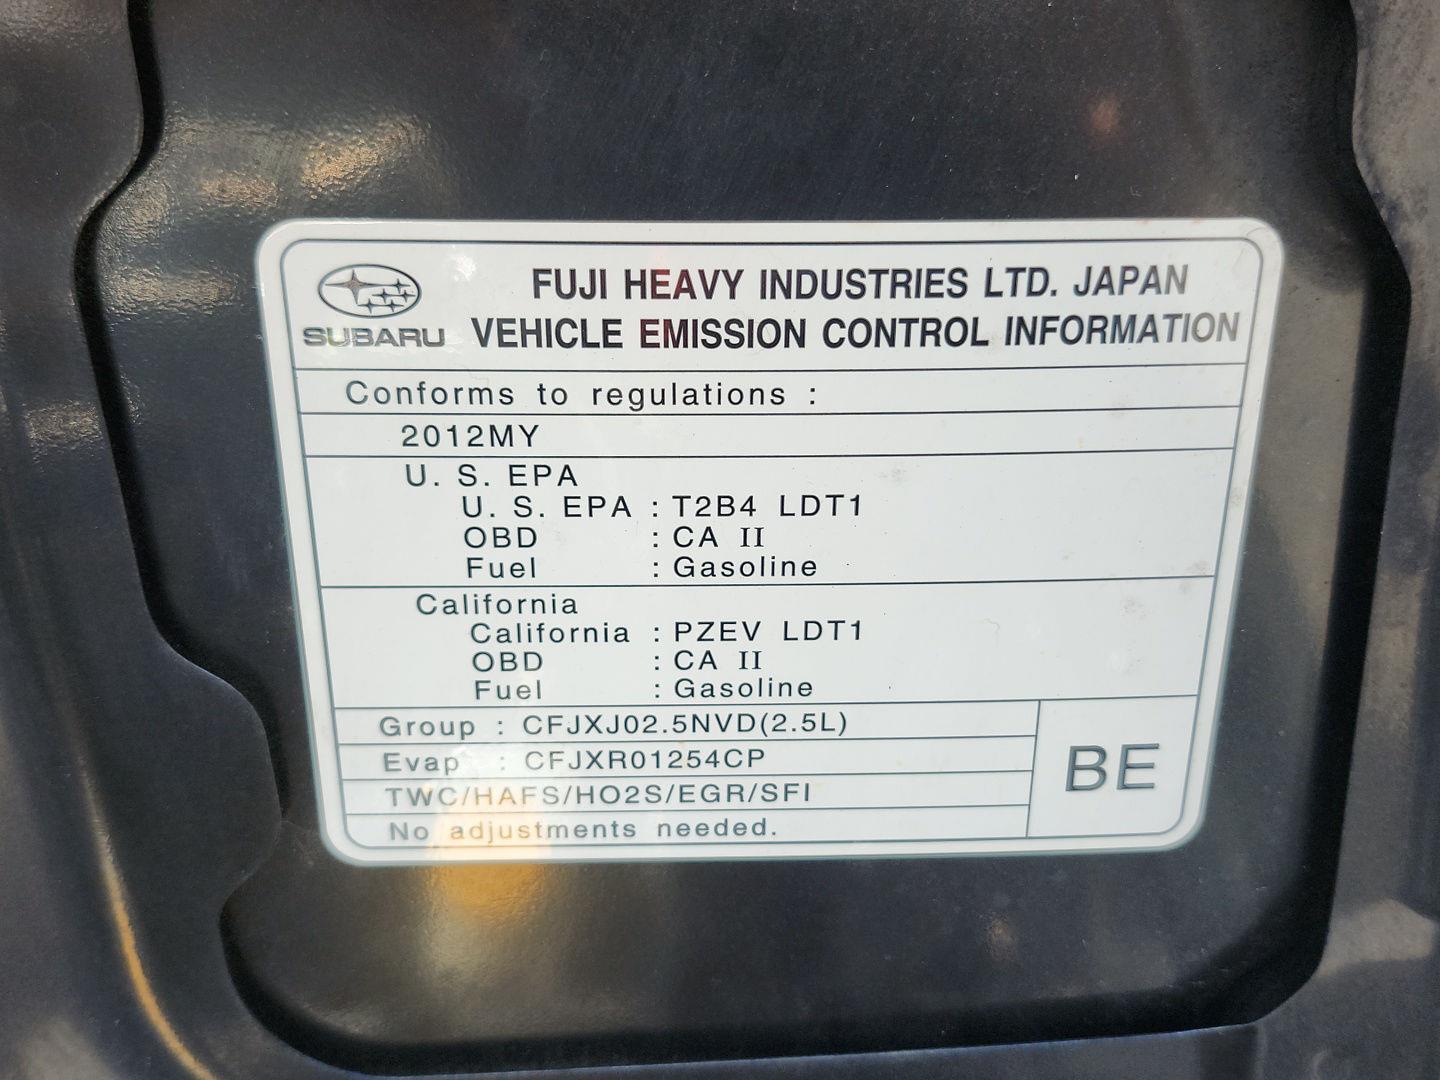 SUBARU
FUJI HEAVY INDUSTRIES LTD. JAPAN
VEHICLE EMISSION CONTROL INFORMATION
Conforms to regulations :
2012MY
U. S. EPA
U. S. EPA : T2B4 LDT1
OBD : CA II
Fuel : Gasoline
California
California : PZEV LDT1
OBD : CA II
Fuel : Gasoline
Group : CFJXJ02.5NVD(2.5L)
Evap : CFJXR01254CP
TWC/HAFS/HO2S/EGR/SFI
No adjustments needed.
BE